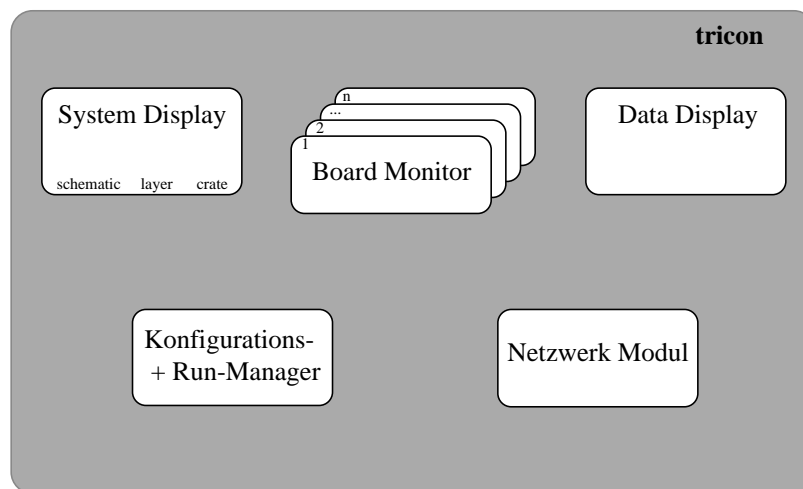 tricon
System Display
schematic layer crate
n
...
2
1
Board Monitor
Data Display
Konfigurations-
+ Run-Manager
Netzwerk Modul